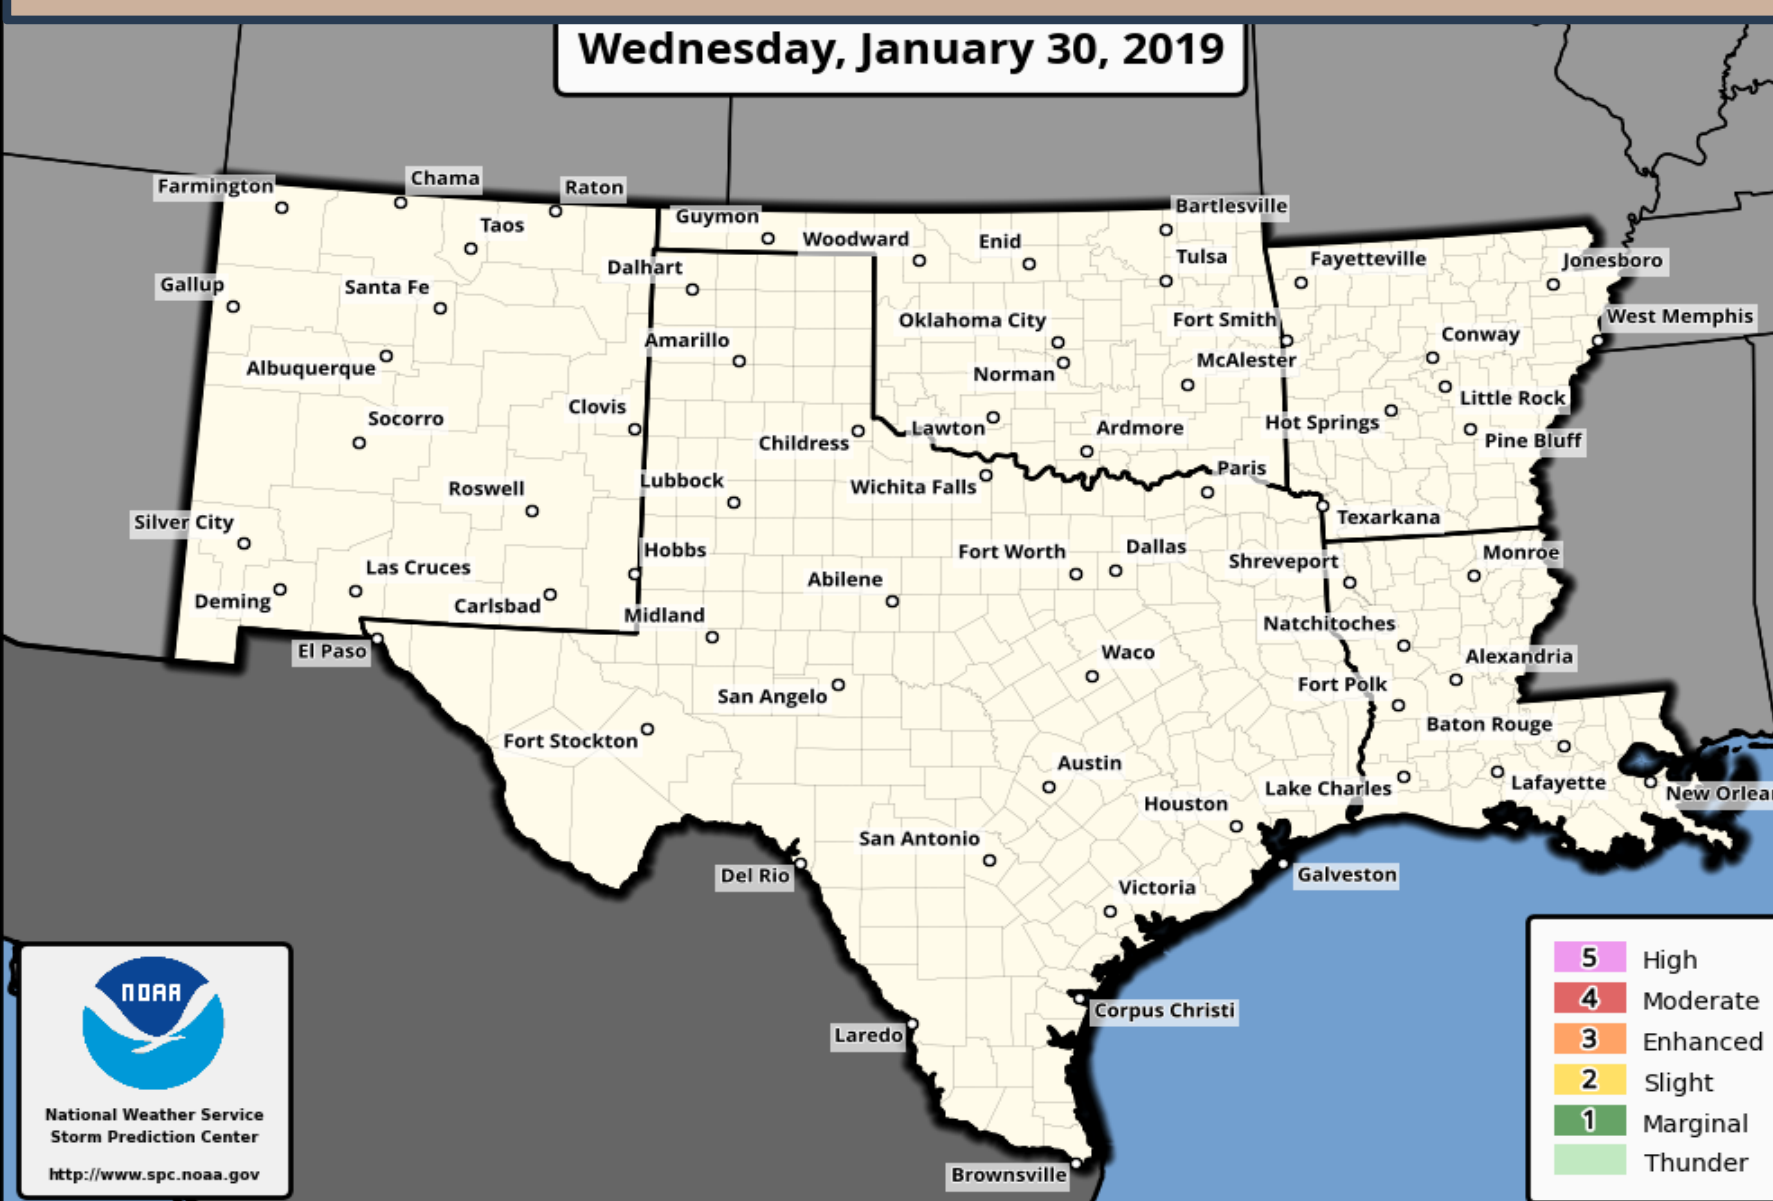 Wednesday, January 30, 2019
Farmington
Chama
Raton
Taos
Guymon
Woodward
Enid
Bartlesville
Tulsa
Fayetteville
Jonesboro
Gallup
Santa Fe
Dalhart
Oklahoma City
Fort Smith
West Memphis
Amarillo
Conway
Albuquerque
Norman
McAlester
Little Rock
Socorro
Clovis
Childress
Lawton
Ardmore
Hot Springs
Pine Bluff
Roswell
Lubbock
Wichita Falls
Paris
Texarkana
Silver City
Hobbs
Fort Worth
Dallas
Shreveport
Monroe
Las Cruces
Abilene
Deming
Carlsbad
Midland
Natchitoches
El Paso
Waco
Alexandria
San Angelo
Fort Polk
Fort Stockton
Baton Rouge
Austin
Lake Charles
Lafayette
New Orlea
Houston
San Antonio
Del Rio
Galveston
Victoria
Corpus Christi
Laredo
Brownsville
NOAA
National Weather Service
Storm Prediction Center
http://www.spc.noaa.gov
5 High
4 Moderate
3 Enhanced
2 Slight
1 Marginal
Thunder